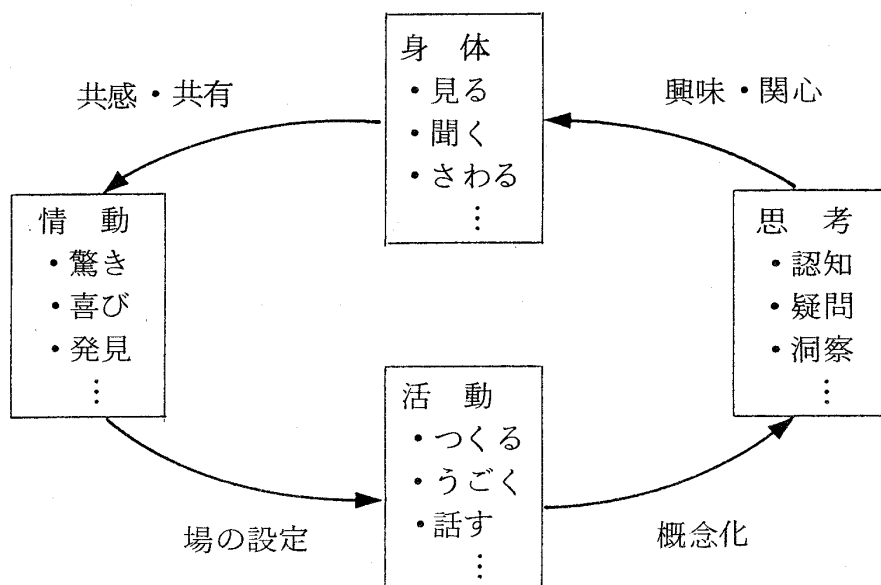 身 体
・見る
・聞く
・さわる
⋮
共感・共有
興味・関心
情 動
・驚き
・喜び
・発見
⋮
思 考
・認知
・疑問
・洞察
⋮
活 動
・つくる
・うごく
・話す
⋮
場の設定
概念化